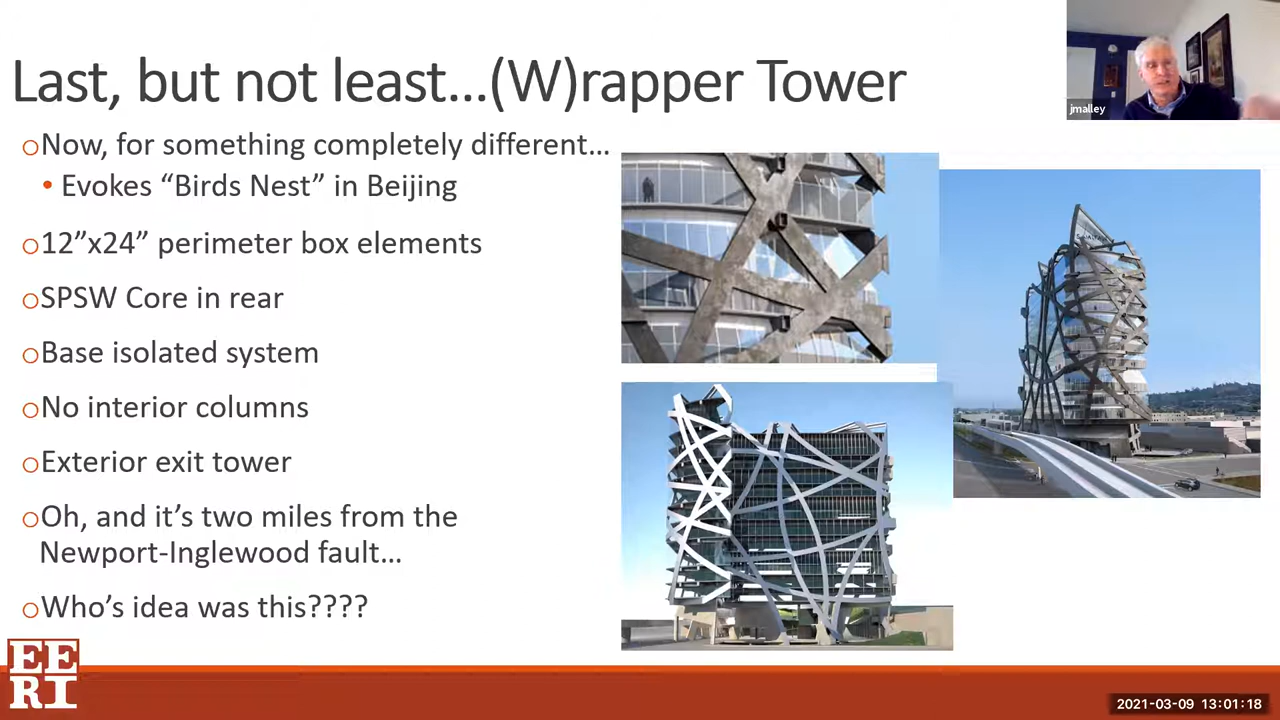 Last, but not least…(W)rapper Tower
jmalley
Now, for something completely different…
Evokes “Birds Nest” in Beijing
12”x24” perimeter box elements
SPSW Core in rear
Base isolated system
No interior columns
Exterior exit tower
Oh, and it’s two miles from the
Newport-Inglewood fault…
Who’s idea was this????
EE
RI
2021-03-09 13:01:18